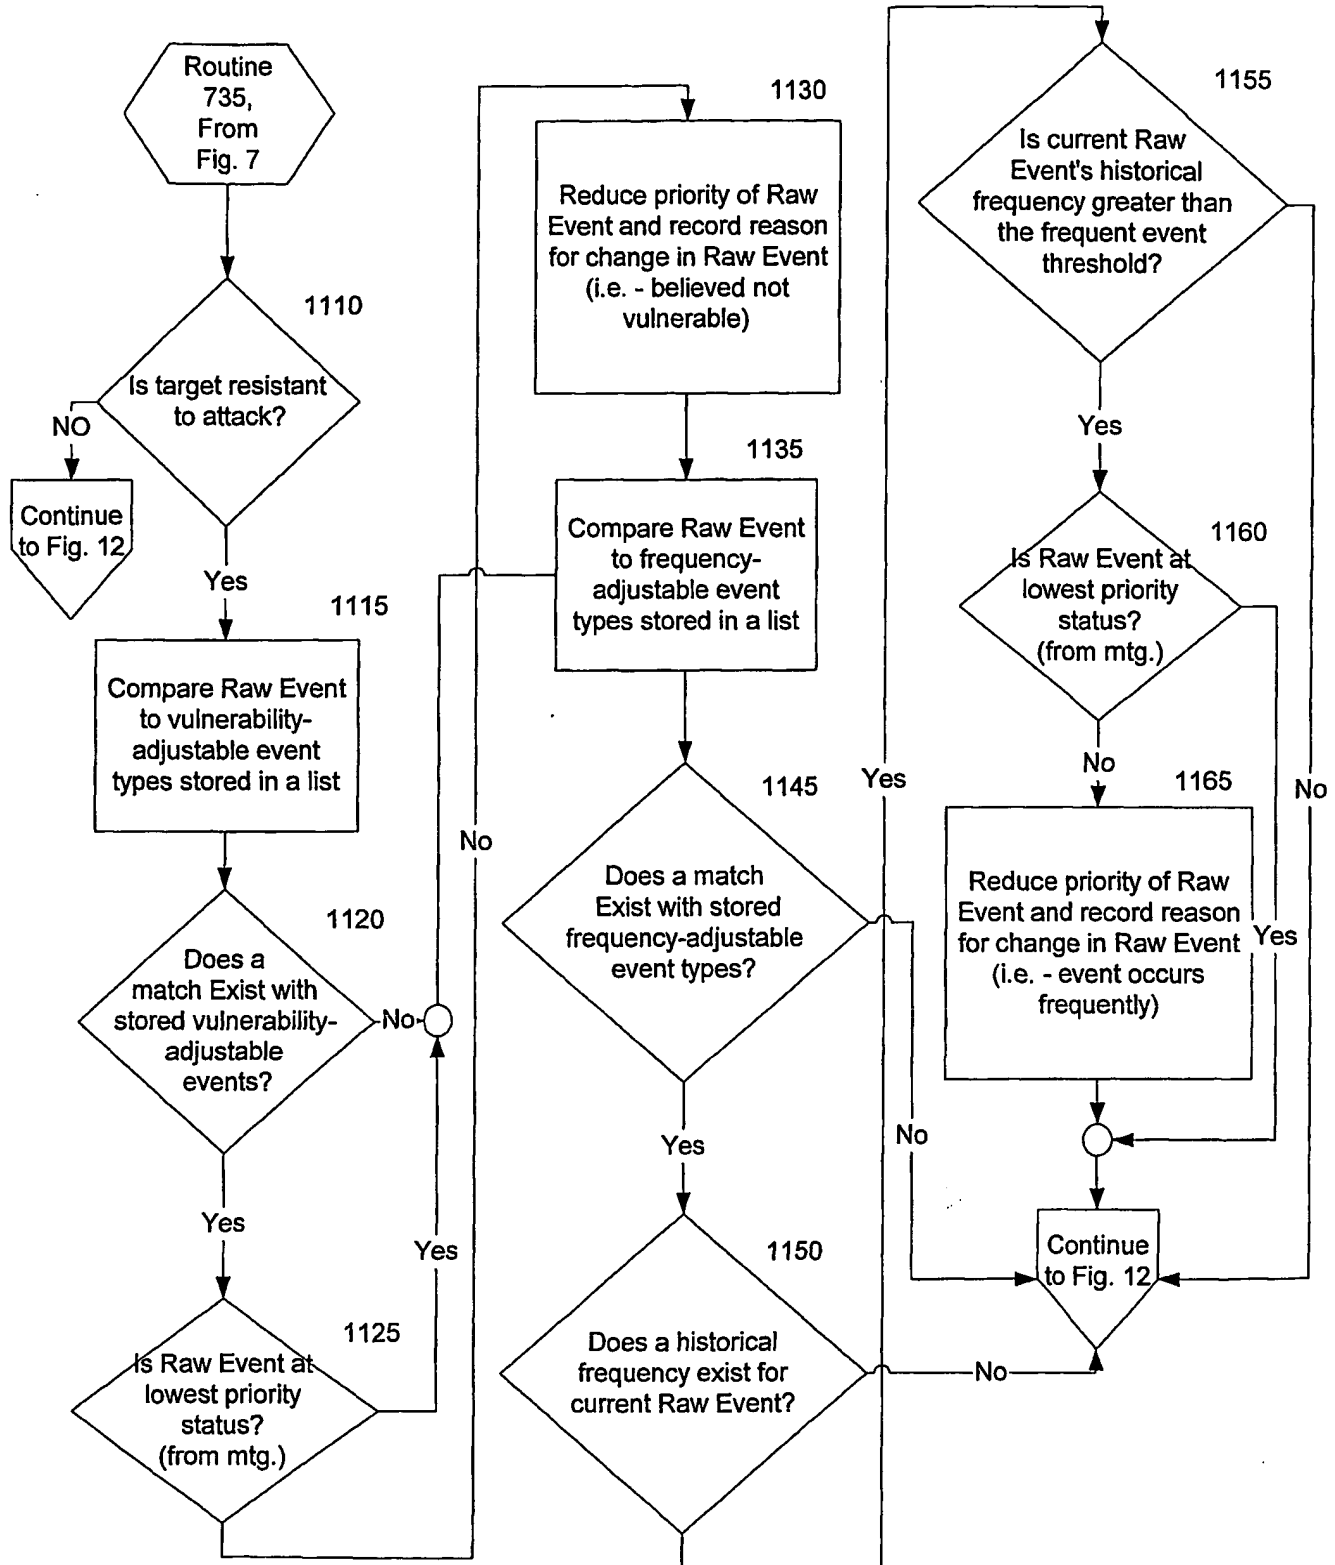 Routine
735,
From
Fig. 7
1110
Is target resistant
to attack?
NO
Continue
to Fig. 12
Yes
1115
Compare Raw Event
to vulnerability-
adjustable event
types stored in a list
1120
Does a
match Exist with
stored vulnerability-
adjustable
events?
No
Yes
Yes
1125
Is Raw Event at
lowest priority
status?
(from mtg.)
No
1130
Reduce priority of Raw
Event and record reason
for change in Raw Event
(i.e. - believed not
vulnerable)
1135
Compare Raw Event
to frequency-
adjustable event
types stored in a list
1145
Does a match
Exist with stored
frequency-adjustable
event types?
No
Yes
1150
Does a historical
frequency exist for
current Raw Event?
No
Yes
1155
Is current Raw
Event's historical
frequency greater than
the frequent event
threshold?
Yes
No
1160
Is Raw Event at
lowest priority
status?
(from mtg.)
No
Yes
1165
Reduce priority of Raw
Event and record reason
for change in Raw Event
(i.e. - event occurs
frequently)
Continue
to Fig. 12